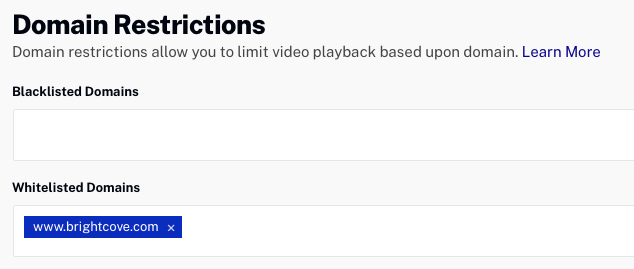 Domain Restrictions
Domain restrictions allow you to limit video playback based upon domain. Learn More
Blacklisted Domains
Whitelisted Domains
www.brightcove.com ×